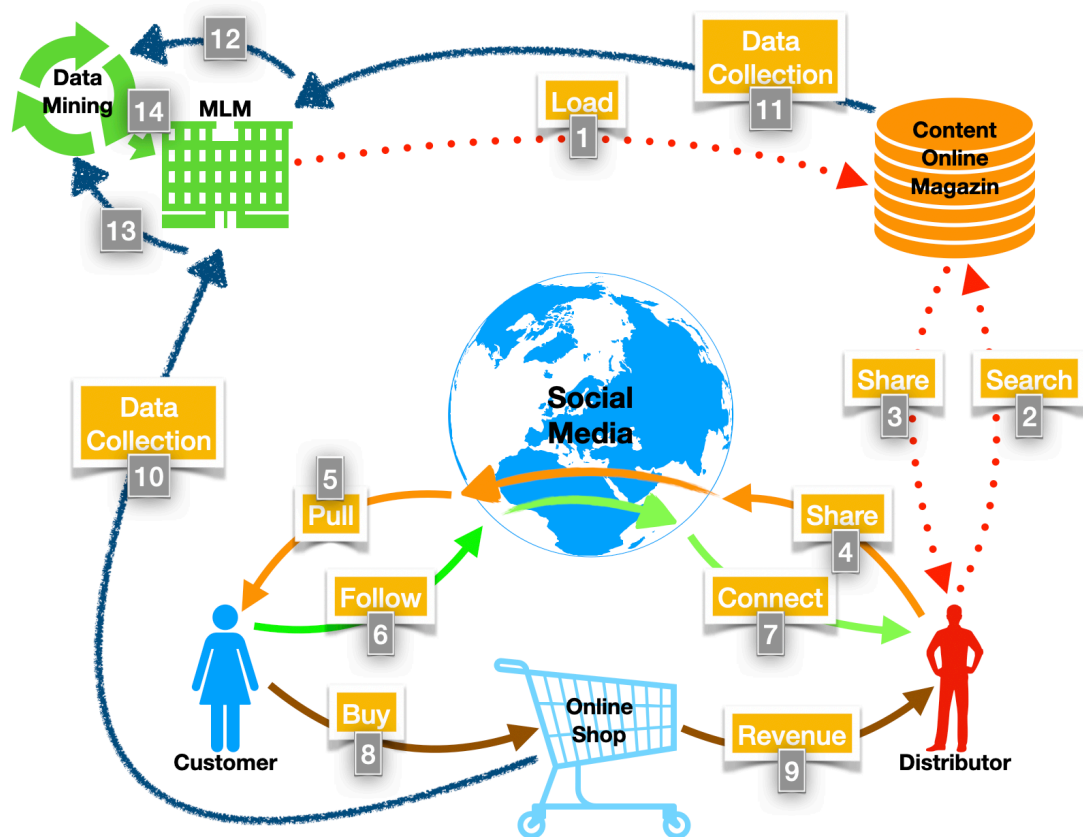 12
Data
Collection
11
Data
Mining
14
MLM
Load
1
Content
Online
Magazin
13
Social
Media
Share
3
Search
2
Data
Collection
10
5
Pull
Share
4
Follow
6
Connect
7
Buy
8
Online
Shop
Revenue
9
Customer
Distributor